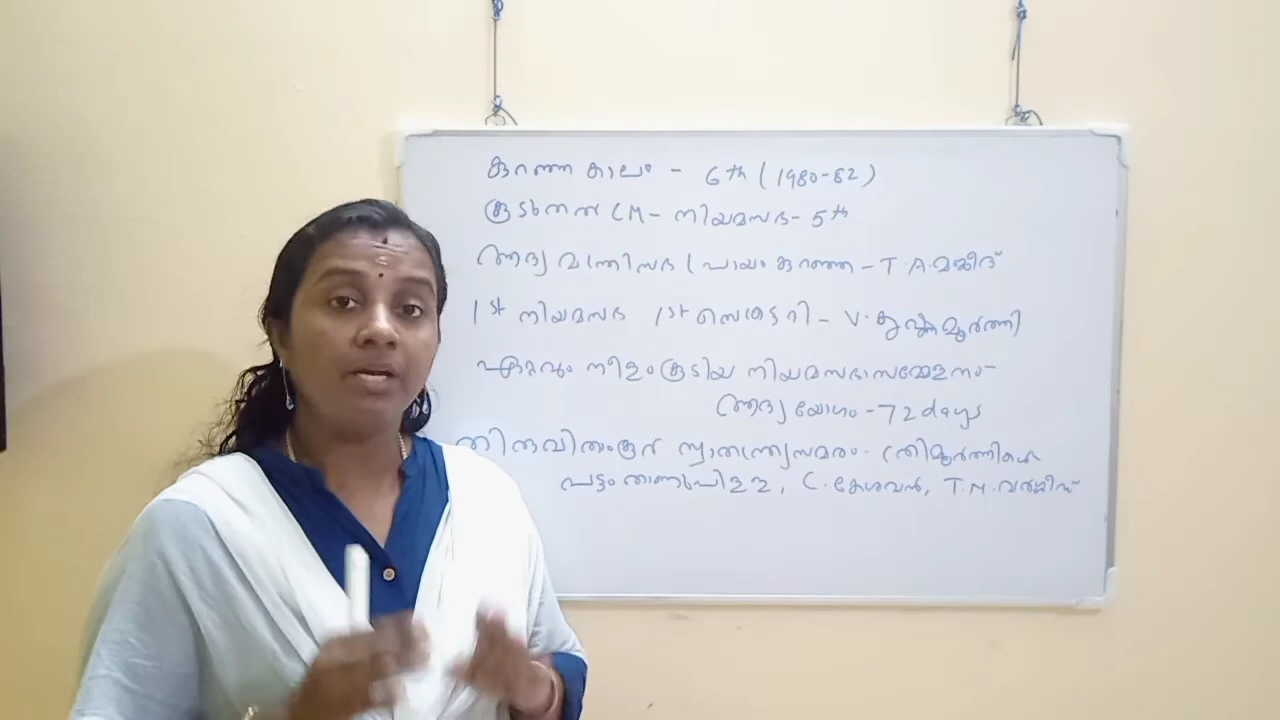 കുറഞ്ഞ കാലം - 6th (1980-82)
കൂടുതൽ CM - നിയമസഭ - 5th
ആദ്യ മന്ത്രിസഭ പ്രായം കുറഞ്ഞ - T.A.മജീദ്
1st നിയമസഭ 1st സെക്രട്ടറി - V.കൃഷ്ണമൂർത്തി
ഏറ്റവും നീളംകൂടിയ നിയമസഭാസമ്മേളനം-
ആദ്യ യോഗം - 72 days
തിരുവിതാംകൂർ സ്വാതന്ത്ര്യസമരം - ത്രിമൂർത്തികൾ
പട്ടം താണുപിള്ള, C.കേശവൻ, T.M.വർഗ്ഗീസ്